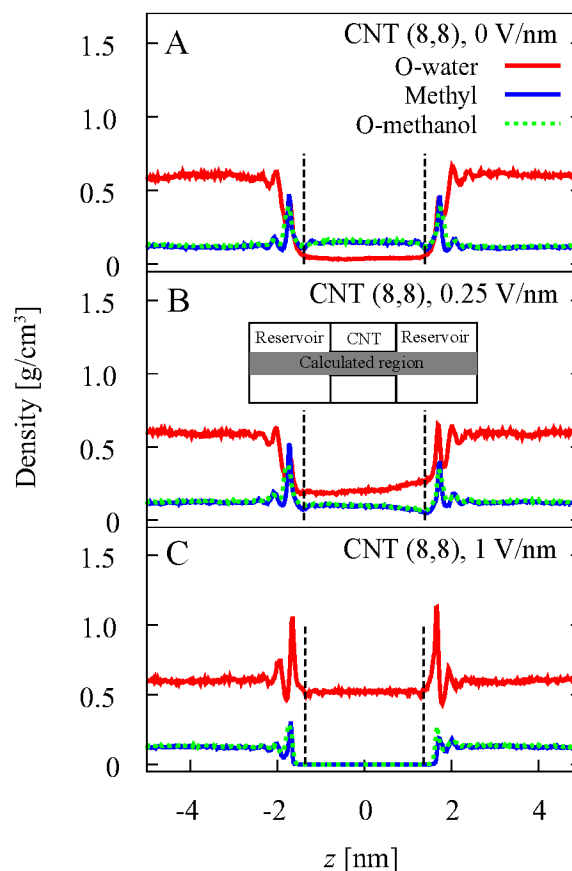 A
CNT (8,8), 0 V/nm
O-water
Methyl
O-methanol
1.5
1.0
0.5
0
B
CNT (8,8), 0.25 V/nm
Reservoir CNT Reservoir
Calculated region
1.5
1.0
0.5
0
Density [g/cm³]
C
CNT (8,8), 1 V/nm
1.5
1.0
0.5
0
-4 -2 0 2 4
z [nm]